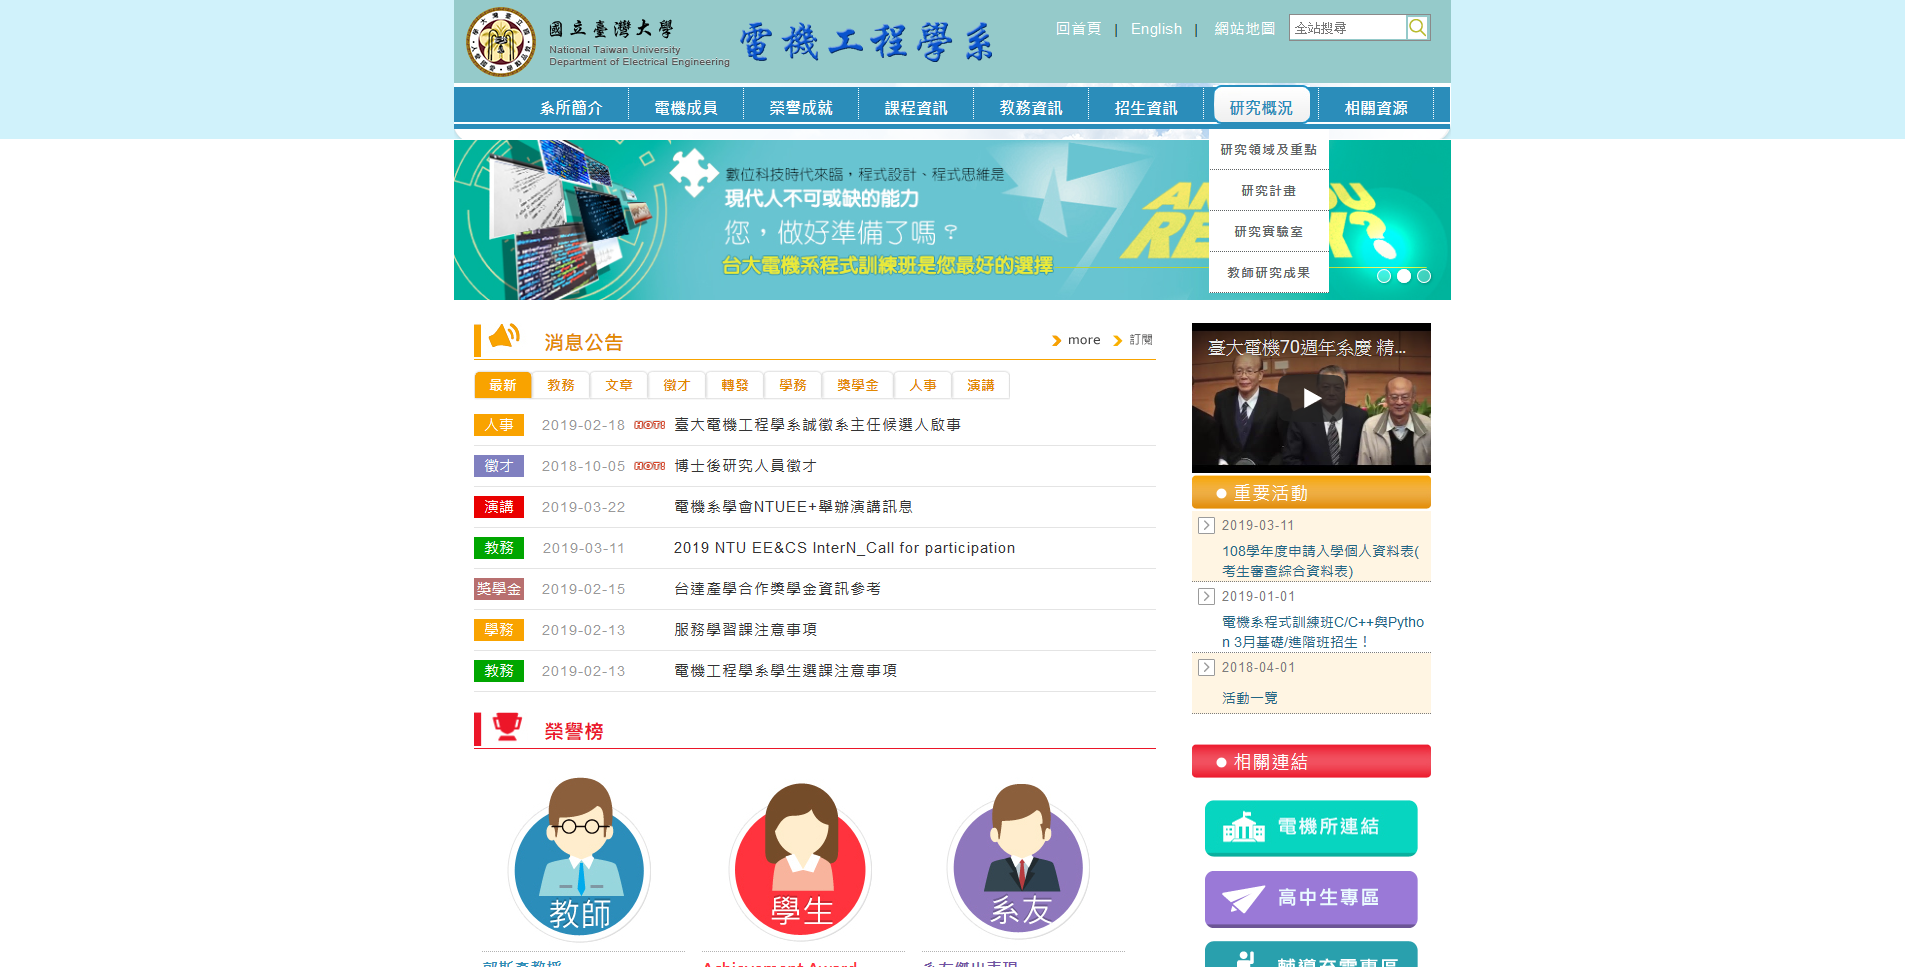 國立臺灣大學
National Taiwan University
Department of Electrical Engineering
電機工程學系
回首頁 | English | 網站地圖
全站搜尋
系所簡介 電機成員 榮譽成就 課程資訊 教務資訊 招生資訊 研究概況 相關資源
研究領域及重點
研究計畫
研究實驗室
教師研究成果
數位科技時代來臨，程式設計、程式思維是
現代人不可或缺的能力
您，做好準備了嗎？
台大電機系程式訓練班是您最好的選擇
消息公告
more 訂閱
最新 教務 文章 徵才 轉發 學務 獎學金 人事 演講
人事 2019-02-18 HOT! 臺大電機工程學系誠徵系主任候選人啟事
徵才 2018-10-05 HOT! 博士後研究人員徵才
演講 2019-03-22 電機系學會NTUEE+舉辦演講訊息
教務 2019-03-11 2019 NTU EE&CS InterN_Call for participation
獎學金 2019-02-15 台達產學合作獎學金資訊參考
學務 2019-02-13 服務學習課注意事項
教務 2019-02-13 電機工程學系學生選課注意事項
榮譽榜
教師
學生
系友
Achievement Award
系友傑出表現
臺大電機70週年系慶 精...
重要活動
2019-03-11
108學年度申請入學個人資料表(
考生審查綜合資料表)
2019-01-01
電機系程式訓練班C/C++與Pytho
n 3月基礎/進階班招生！
2018-04-01
活動一覽
相關連結
電機所連結
高中生專區
輔導充電專區